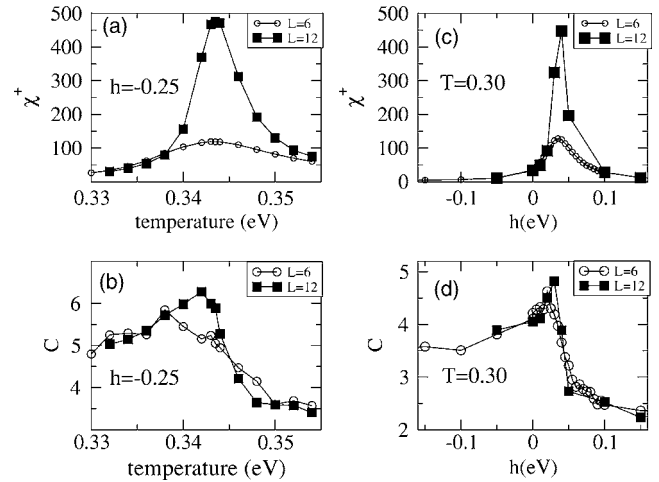 (a)
500
400
300
200
100
χ+
h=-0.25
L=6
L=12
0.33
0.34
0.35
temperature (eV)
(c)
500
400
300
200
100
0
χ+
T=0.30
L=6
L=12
-0.1
0
0.1
h(eV)
(b)
6
5
4
3
C
h=-0.25
L=6
L=12
0.33
0.34
0.35
temperature (eV)
(d)
5
4
3
2
C
T=0.30
L=6
L=12
-0.1
0
0.1
h(eV)